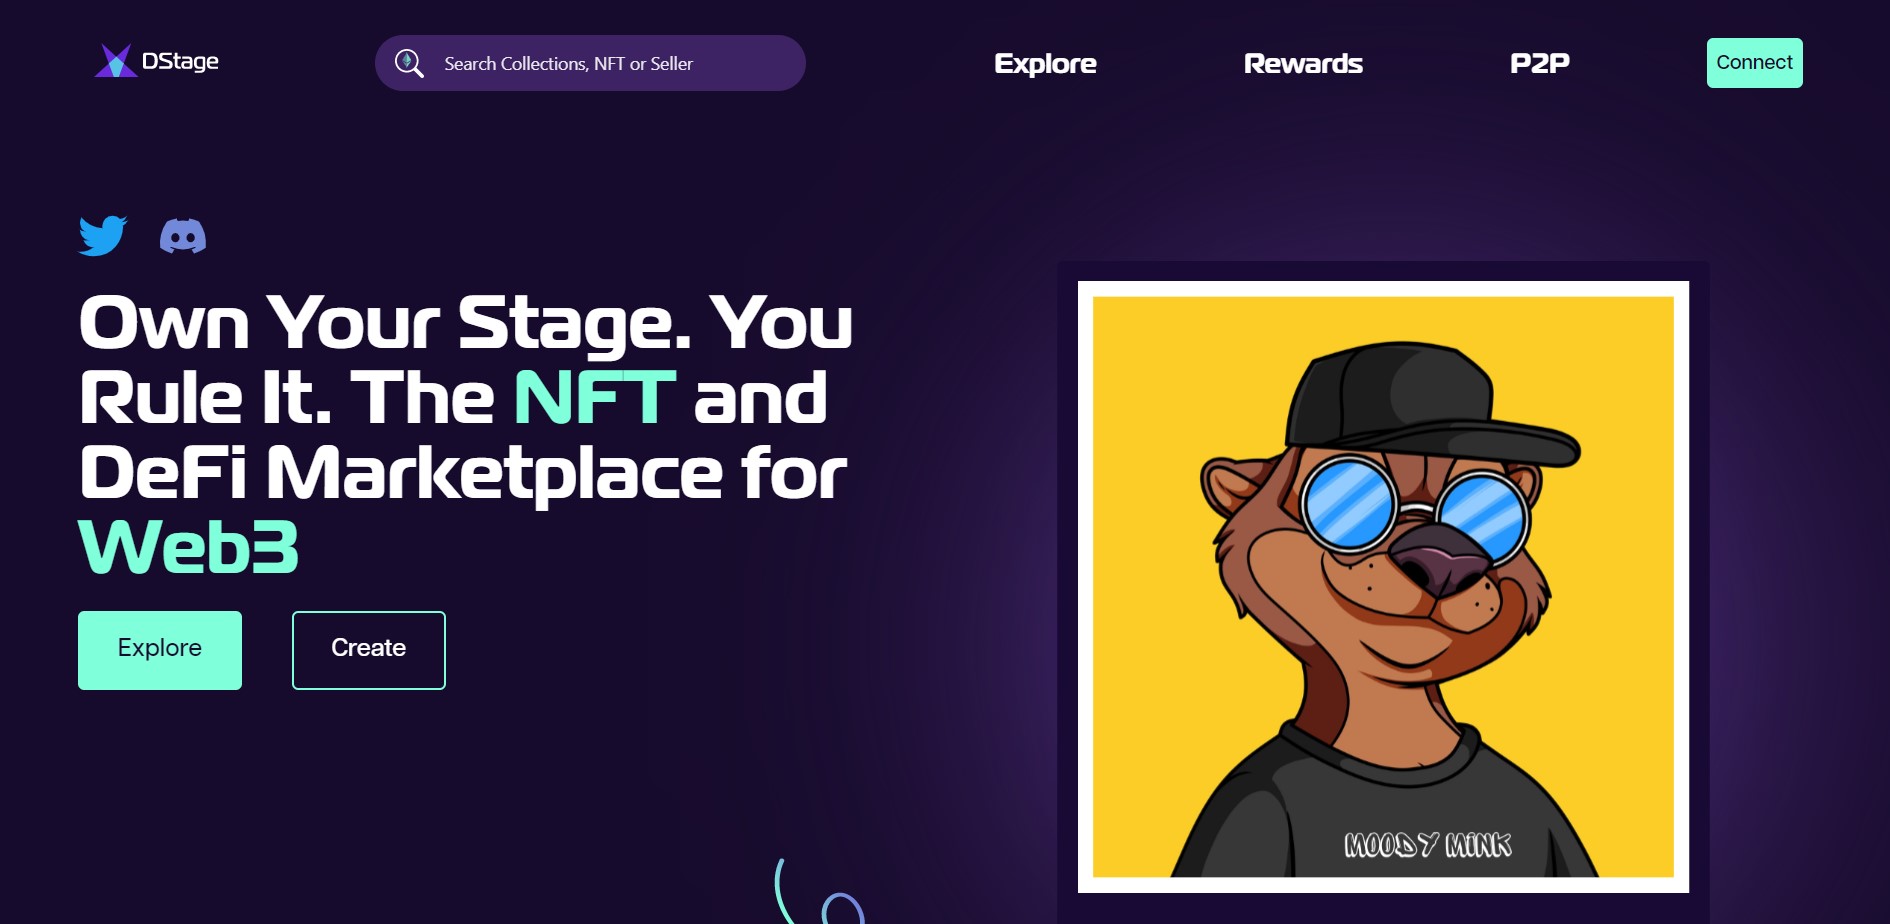 DStage
Search Collections, NFT or Seller
Explore
Rewards
P2P
Connect
Own Your Stage. You
Rule It. The NFT and
DeFi Marketplace for
Web3
Explore
Create
MOODY MINK